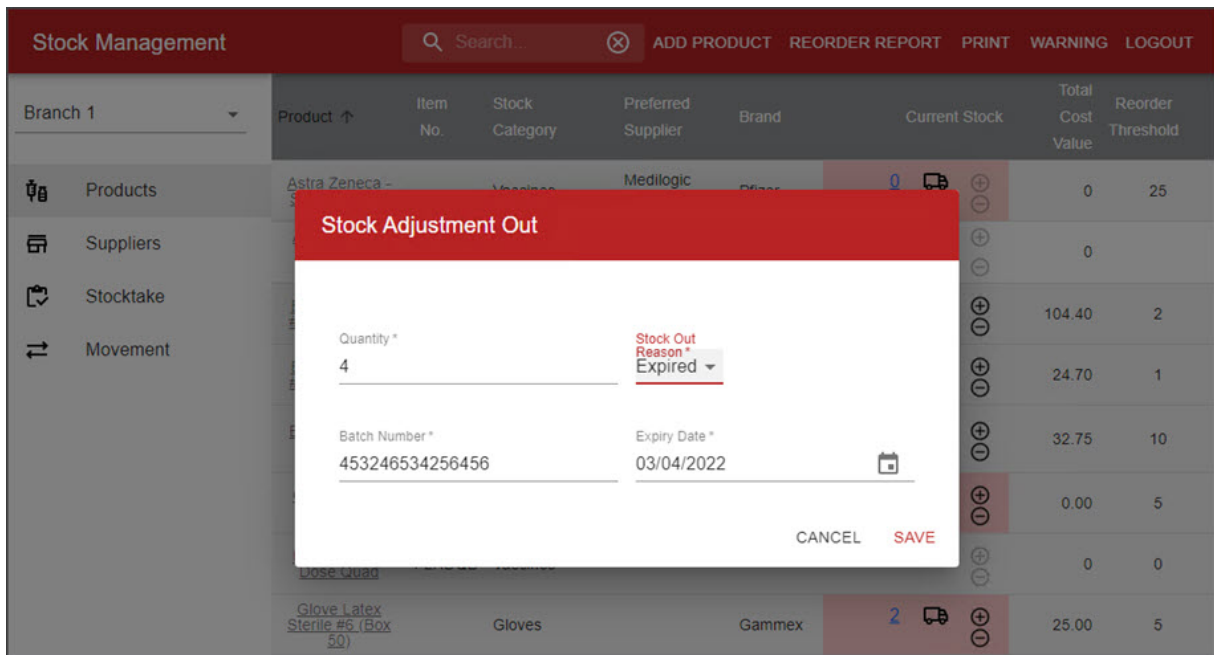 Stock Management
Search...
ADD PRODUCT REORDER REPORT PRINT WARNING LOGOUT
Branch 1
Products
Suppliers
Stocktake
Movement
Product
Item
No.
Stock
Category
Preferred
Supplier
Brand
Current Stock
Total
Cost
Value
Reorder
Threshold
Astra Zeneca -
Vaccines
Medilogic
Pfizer
0
0
25
0
104.40
2
24.70
1
32.75
10
0.00
5
Dose Quad
Vaccines
0
0
Glove Latex
Sterile #6 (Box
50)
Gloves
Gammex
2
25.00
5
Stock Adjustment Out
Quantity *
4
Stock Out
Reason *
Expired
Batch Number *
453246534256456
Expiry Date *
03/04/2022
CANCEL SAVE